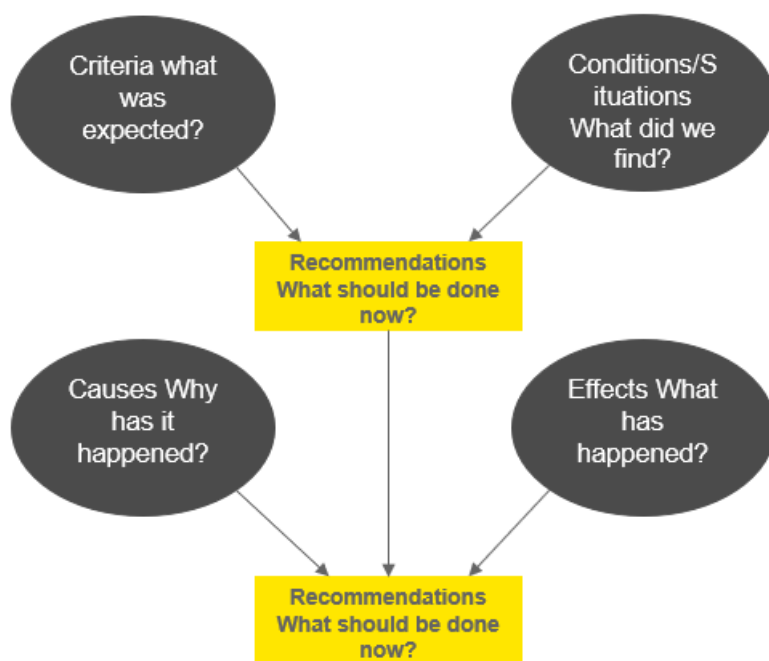 Criteria what
was
expected?
Conditions/S
ituations
What did we
find?
Recommendations
What should be done
now?
Causes Why
has it
happened?
Effects What
has
happened?
Recommendations
What should be done
now?